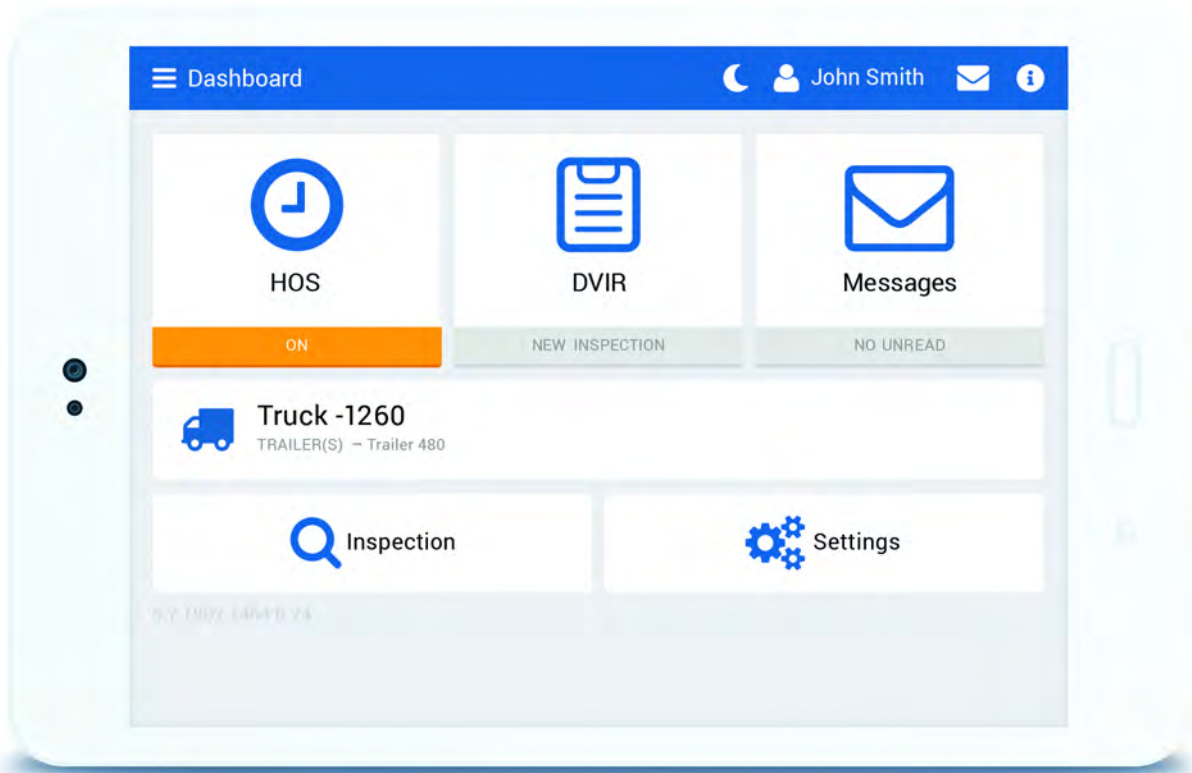 Dashboard
John Smith
HOS
DVIR
Messages
ON
NEW INSPECTION
NO UNREAD
Truck -1260
TRAILER(S) – Trailer 480
Inspection
Settings